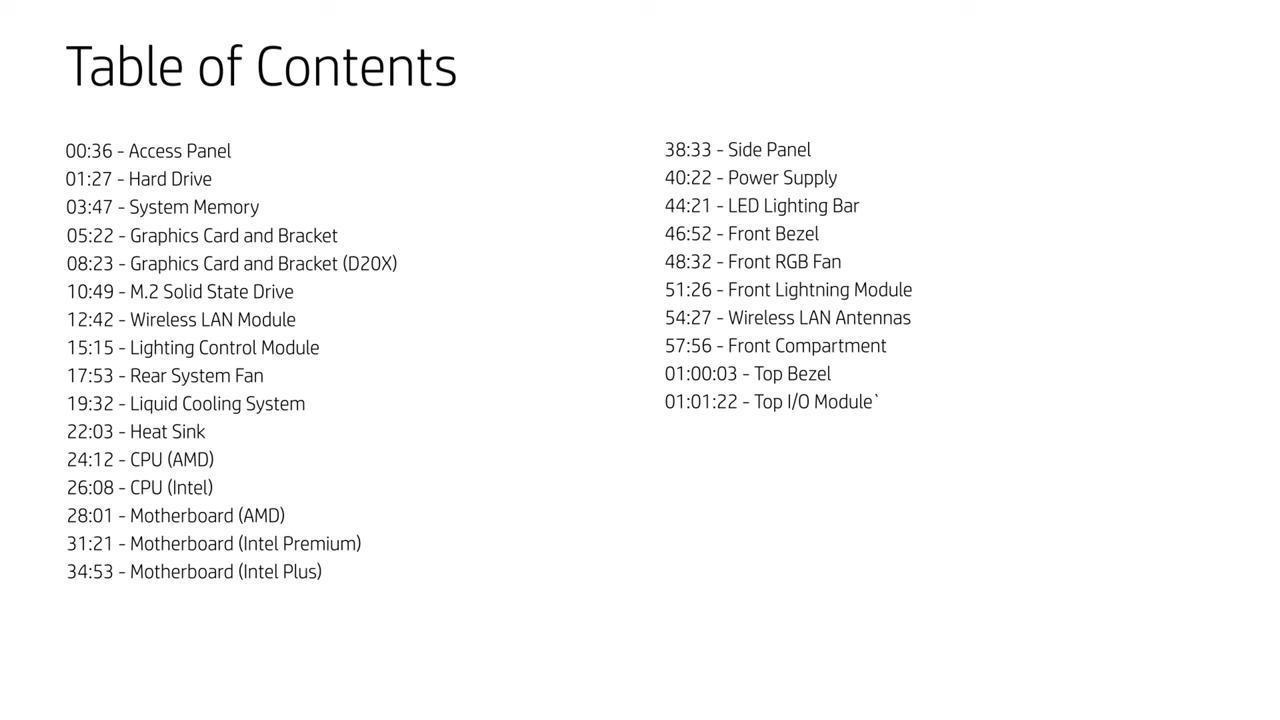 Table of Contents
00:36 - Access Panel
01:27 - Hard Drive
03:47 - System Memory
05:22 - Graphics Card and Bracket
08:23 - Graphics Card and Bracket (D20X)
10:49 - M.2 Solid State Drive
12:42 - Wireless LAN Module
15:15 - Lighting Control Module
17:53 - Rear System Fan
19:32 - Liquid Cooling System
22:03 - Heat Sink
24:12 - CPU (AMD)
26:08 - CPU (Intel)
28:01 - Motherboard (AMD)
31:21 - Motherboard (Intel Premium)
34:53 - Motherboard (Intel Plus)
38:33 - Side Panel
40:22 - Power Supply
44:21 - LED Lighting Bar
46:52 - Front Bezel
48:32 - Front RGB Fan
51:26 - Front Lightning Module
54:27 - Wireless LAN Antennas
57:56 - Front Compartment
01:00:03 - Top Bezel
01:01:22 - Top I/O Module`